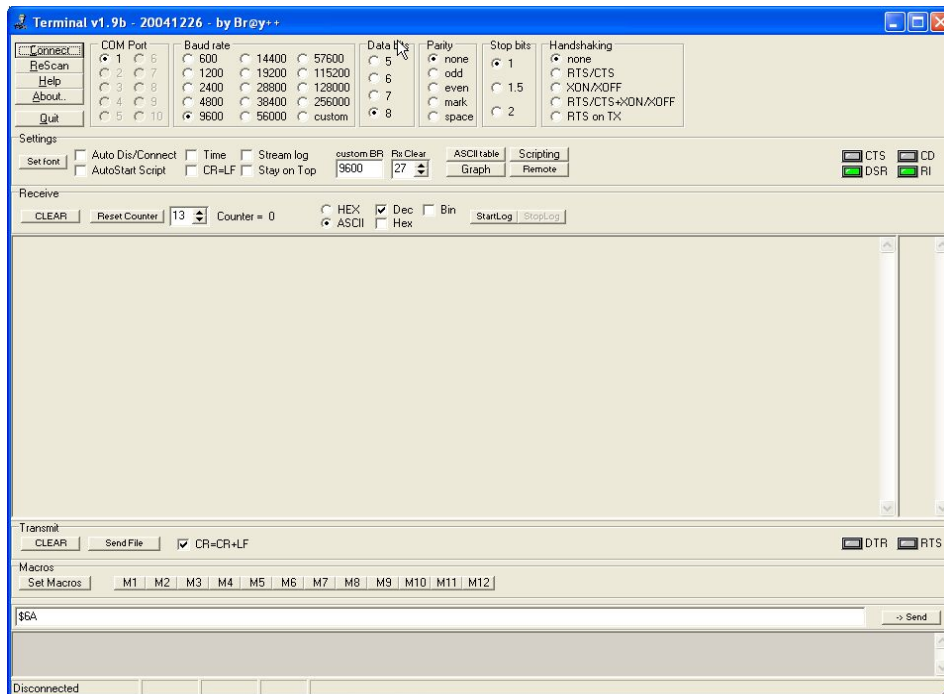 Terminal v1.9b - 20041226 - by Br@y++
Connect
ReScan
Help
About..
Quit
COM Port
1 6
2 7
3 8
4 9
5 10
Baud rate
600 14400 57600
1200 19200 115200
2400 28800 128000
4800 38400 256000
9600 56000 custom
Data bits
5
6
7
8
Parity
none
odd
even
mark
space
Stop bits
1
1.5
2
Handshaking
none
RTS/CTS
XON/XOFF
RTS/CTS+XON/XOFF
RTS on TX
Settings
Set font
Auto Dis/Connect Time Stream log
AutoStart Script CR=LF Stay on Top
custom BR Rx Clear
9600 27
ASCII table Scripting
Graph Remote
CTS CD
DSR RI
Receive
CLEAR Reset Counter 13 Counter = 0
HEX Dec Bin
ASCII Hex
StartLog StopLog
Transmit
CLEAR Send File CR=CR+LF DTR RTS
Macros
Set Macros M1 M2 M3 M4 M5 M6 M7 M8 M9 M10 M11 M12
$6A -> Send
Disconnected